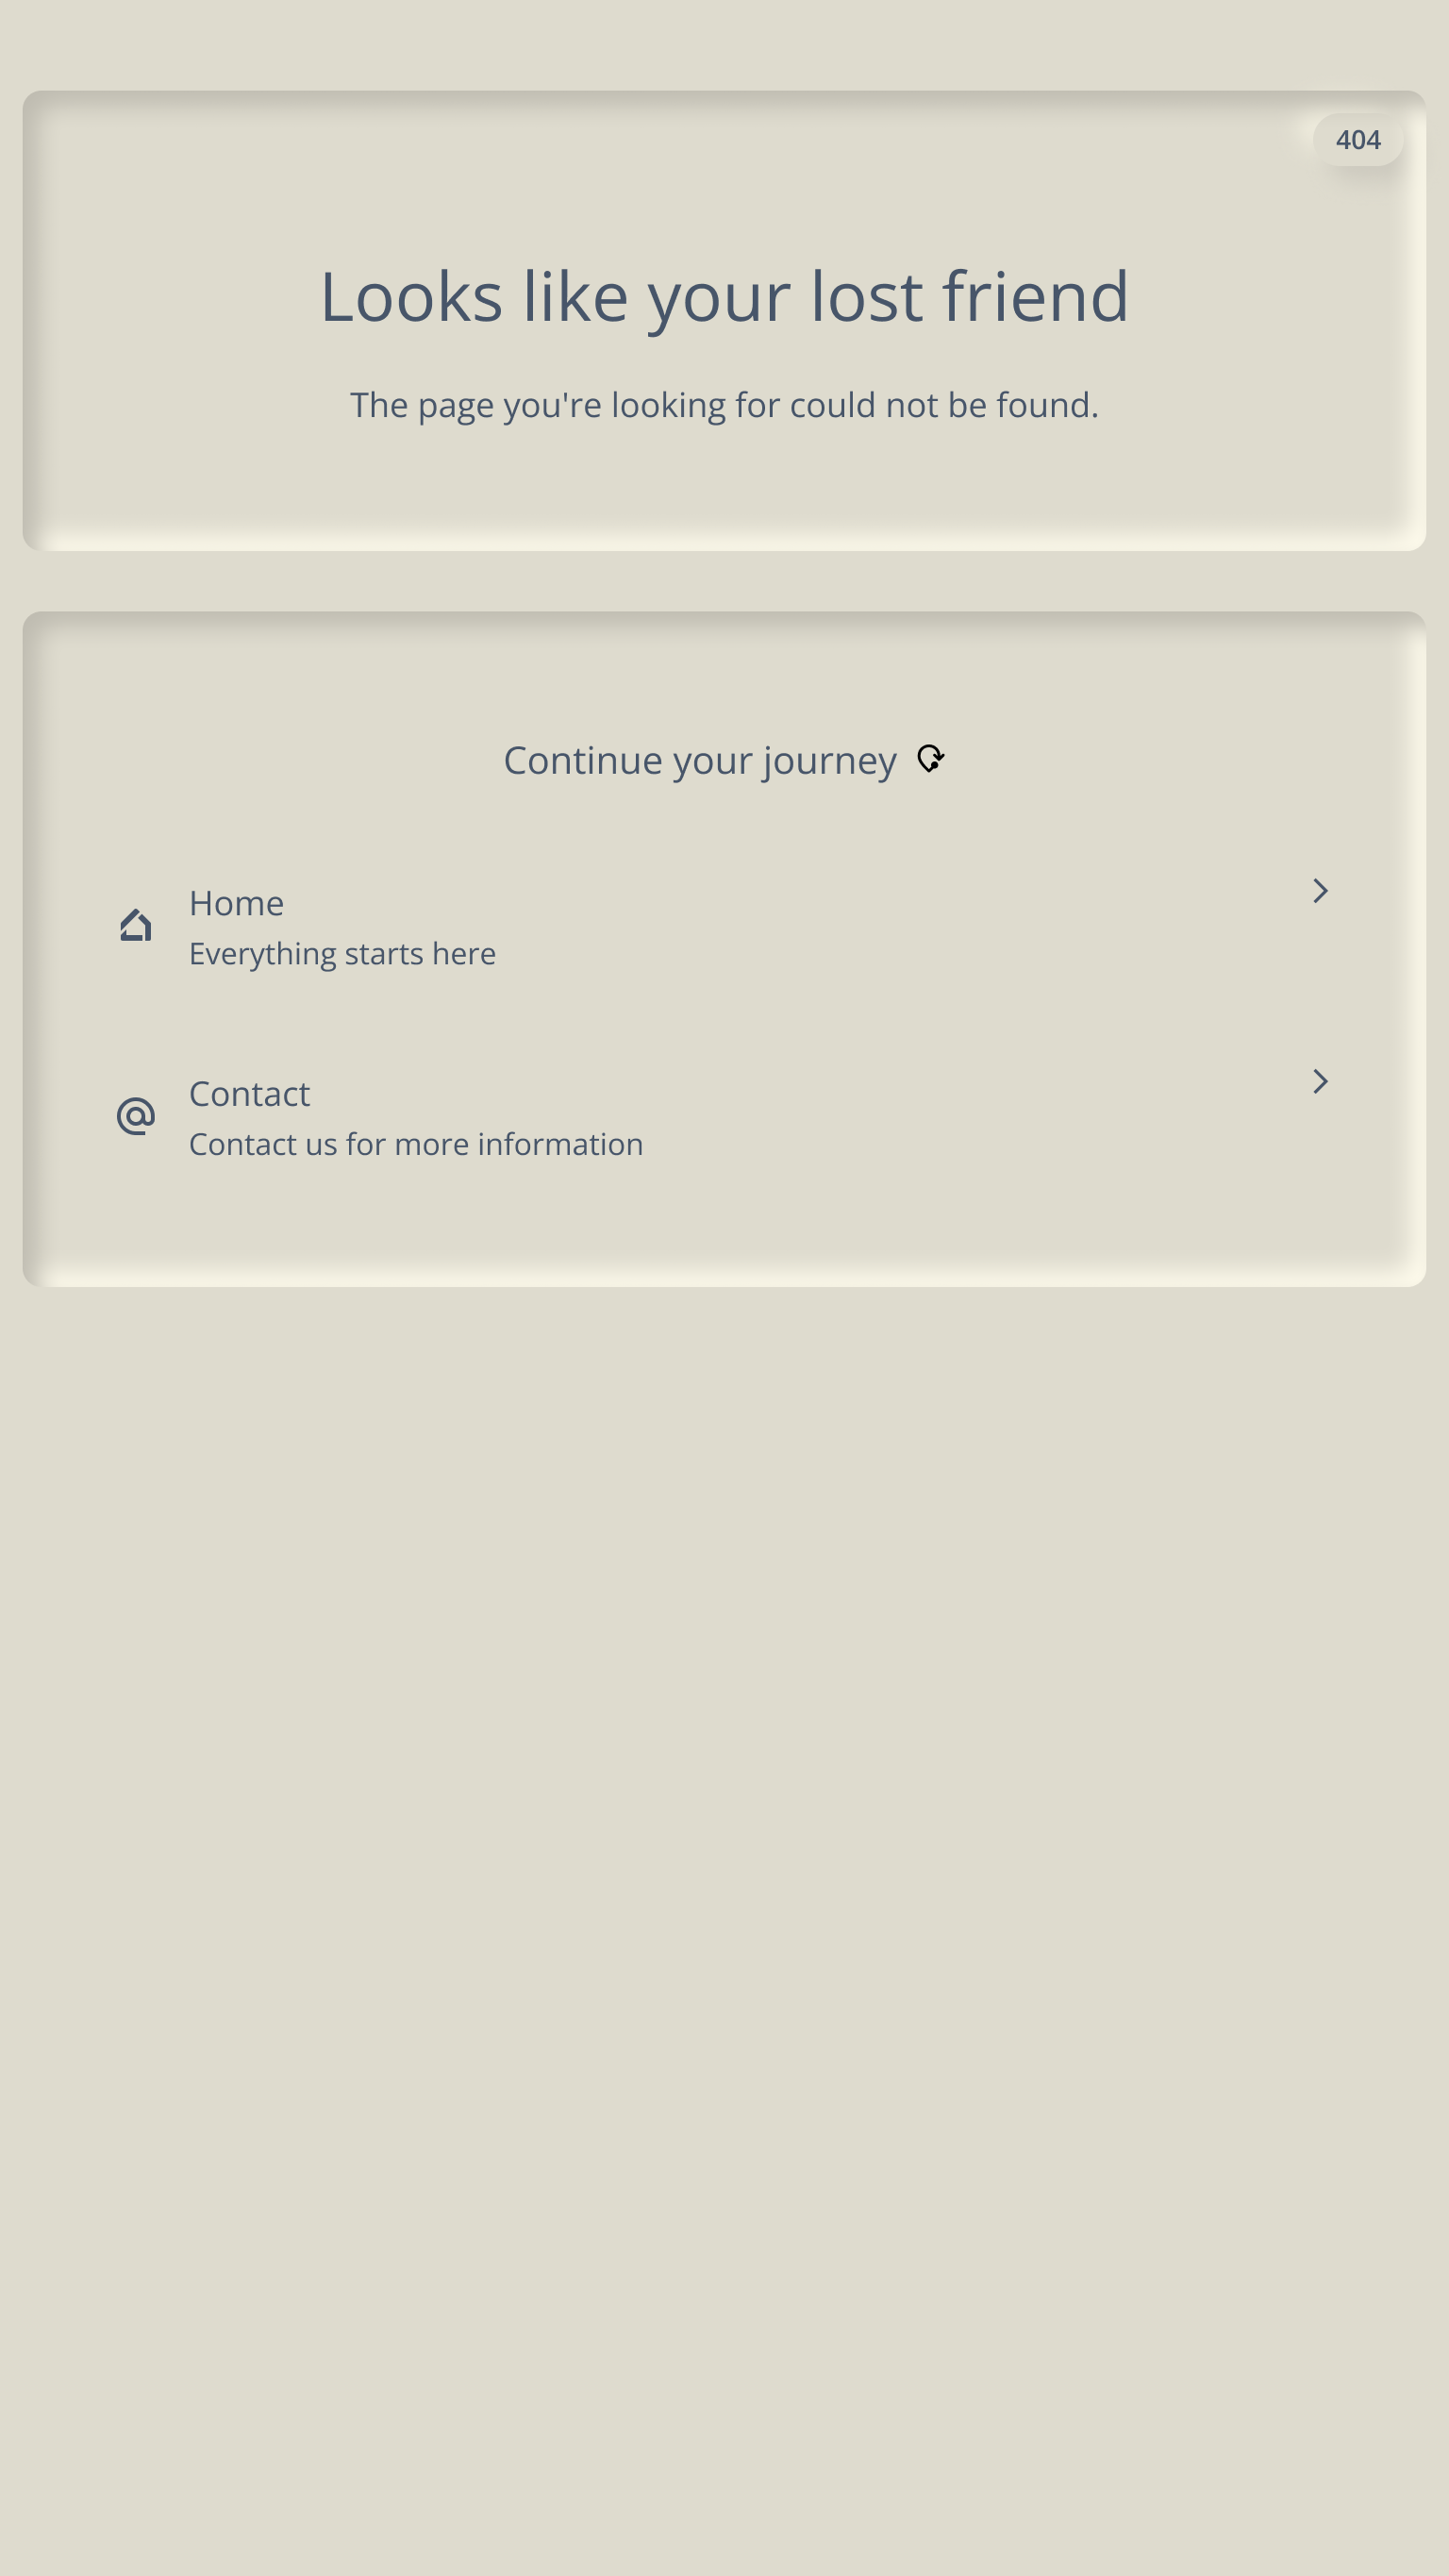 404
Looks like your lost friend
The page you're looking for could not be found.
Continue your journey
Home
Everything starts here
Contact
Contact us for more information